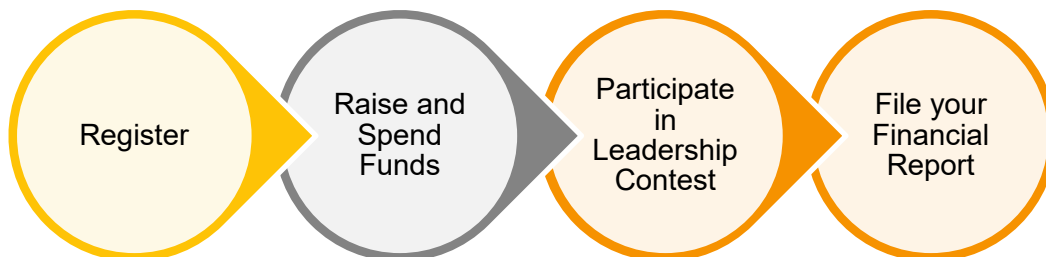 Register
Raise and
Spend
Funds
Participate
in
Leadership
Contest
File your
Financial
Report